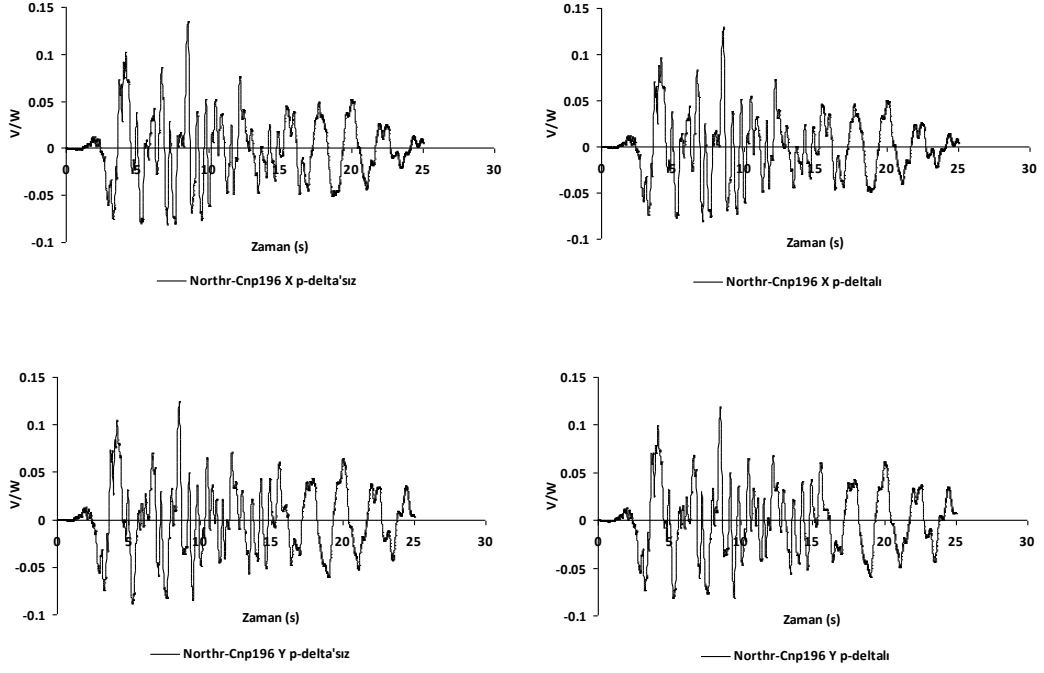 0.15
0.1
0.05
0
-0.05
-0.1
V/W
0 5 10 15 20 25 30
Zaman (s)
Northr-Cnp196 X p-delta'sız
0.15
0.1
0.05
0
-0.05
-0.1
V/W
0 5 10 15 20 25 30
Zaman (s)
Northr-Cnp196 X p-deltalı
0.15
0.1
0.05
0
-0.05
-0.1
V/W
0 5 10 15 20 25 30
Zaman (s)
Northr-Cnp196 Y p-delta'sız
0.15
0.1
0.05
0
-0.05
-0.1
V/W
0 5 10 15 20 25 30
Zaman (s)
Northr-Cnp196 Y p-deltalı